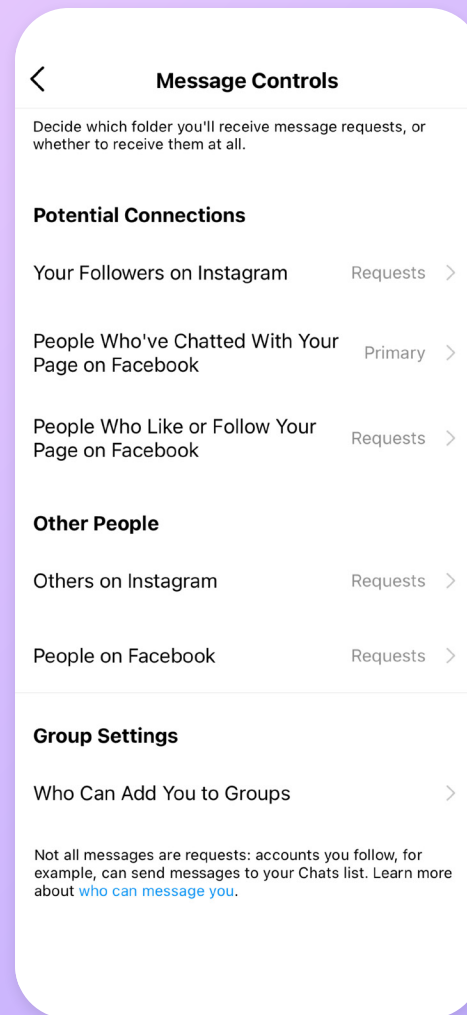 Message Controls
Decide which folder you'll receive message requests, or
whether to receive them at all.
Potential Connections
Your Followers on Instagram Requests
People Who've Chatted With Your
Page on Facebook Primary
People Who Like or Follow Your
Page on Facebook Requests
Other People
Others on Instagram Requests
People on Facebook Requests
Group Settings
Who Can Add You to Groups
Not all messages are requests: accounts you follow, for
example, can send messages to your Chats list. Learn more
about who can message you.